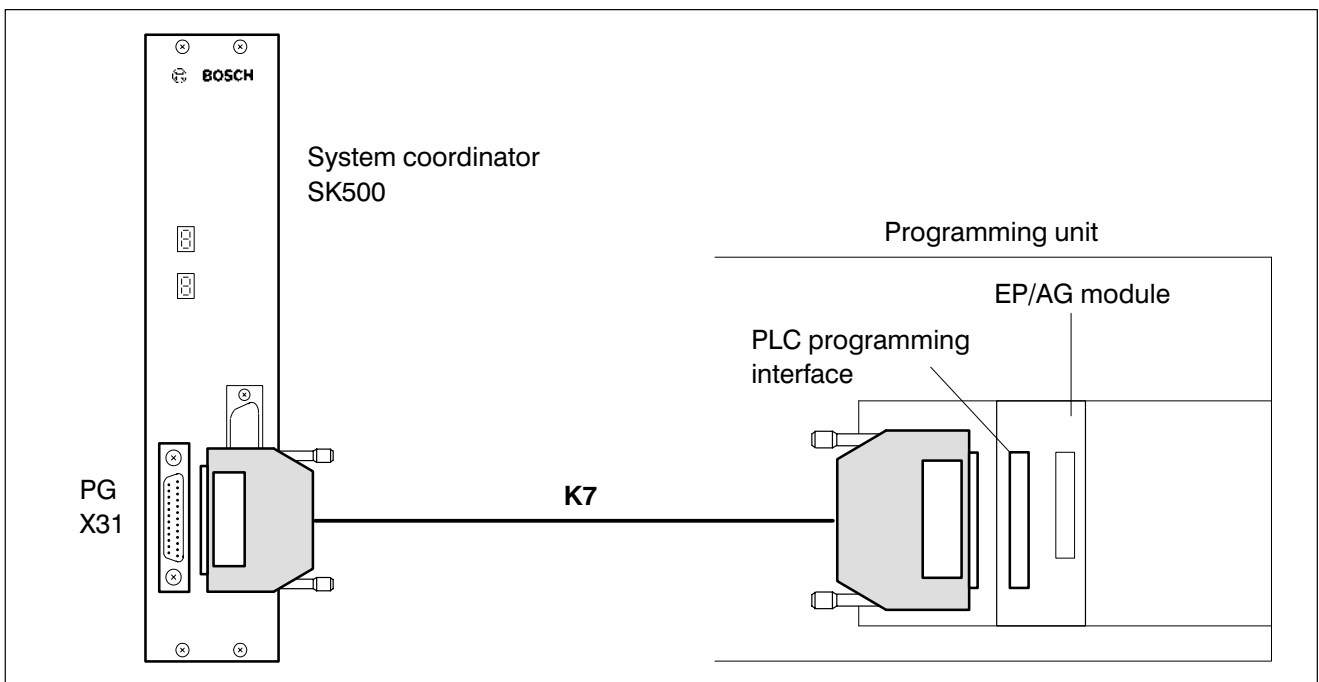 BOSCH
System coordinator
SK500
Programming unit
EP/AG module
PLC programming
interface
PG
X31
K7